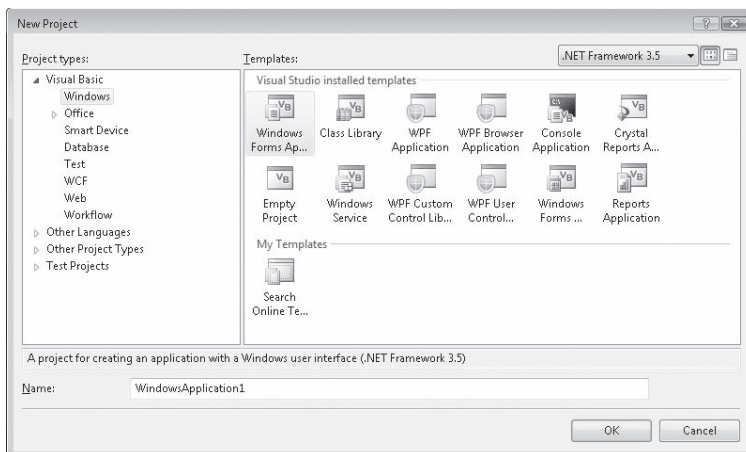 New Project
Project types:
Templates:
.NET Framework 3.5
Visual Basic
Windows
Office
Smart Device
Database
Test
WCF
Web
Workflow
Other Languages
Other Project Types
Test Projects
Visual Studio installed templates
Windows Forms Ap...
Class Library
WPF Application
WPF Browser Application
Console Application
Crystal Reports A...
Empty Project
Windows Service
WPF Custom Control Lib...
WPF User Control...
Windows Forms ...
Reports Application
My Templates
Search Online Te...
A project for creating an application with a Windows user interface (.NET Framework 3.5)
Name:
WindowsApplication1
OK
Cancel